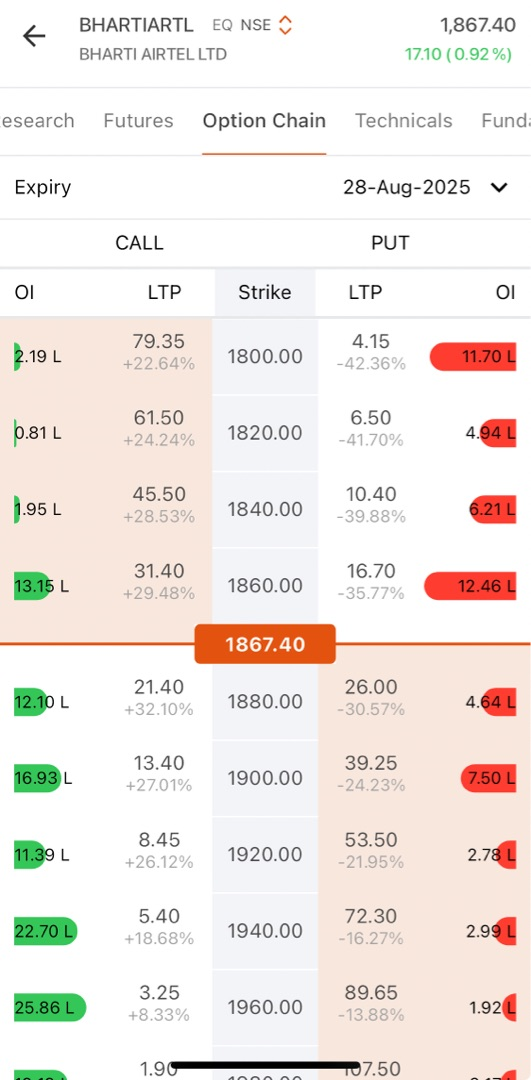 BHARTIARTL EQ NSE 1,867.40
BHARTI AIRTEL LTD 17.10 ( 0.92 %)
esearch Futures Option Chain Technicals Funda
Expiry 28-Aug-2025
CALL PUT
OI LTP Strike LTP OI
2.19 L 79.35 1800.00 4.15 11.70 L
+22.64% -42.36%
0.81 L 61.50 1820.00 6.50 4.94 L
+24.24% -41.70%
1.95 L 45.50 1840.00 10.40 6.21 L
+28.53% -39.88%
13.15 L 31.40 1860.00 16.70 12.46 L
+29.48% -35.77%
1867.40
12.10 L 21.40 1880.00 26.00 4.64 L
+32.10% -30.57%
16.93 L 13.40 1900.00 39.25 7.50 L
+27.01% -24.23%
11.39 L 8.45 1920.00 53.50 2.78 L
+26.12% -21.95%
22.70 L 5.40 1940.00 72.30 2.99 L
+18.68% -16.27%
25.86 L 3.25 1960.00 89.65 1.92 L
+8.33% -13.88%
1.90 107.50